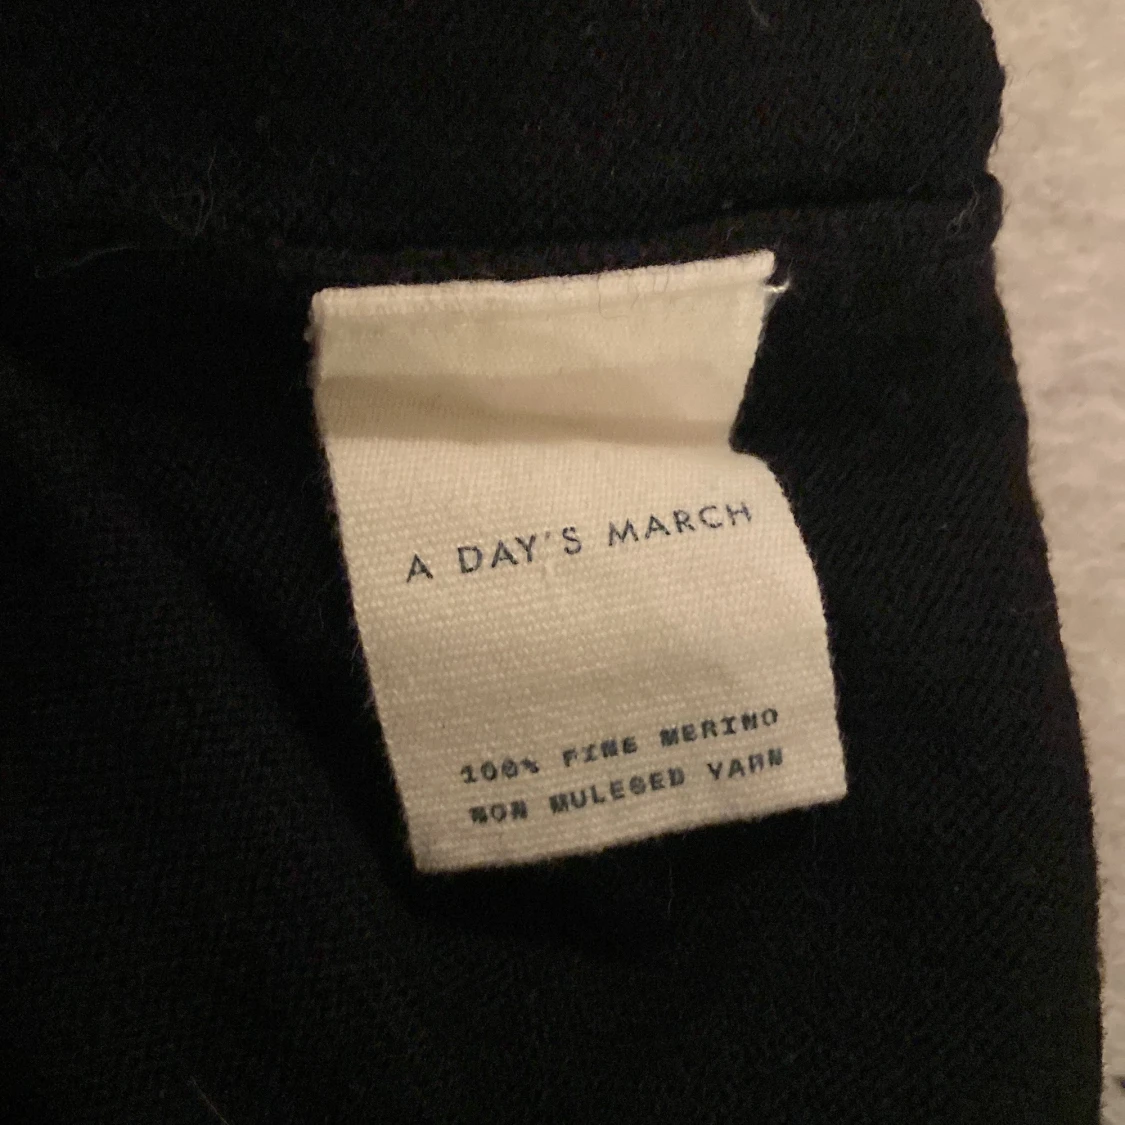 A DAY'S MARCH
100% FINE MERINO
NON MULESED YARN